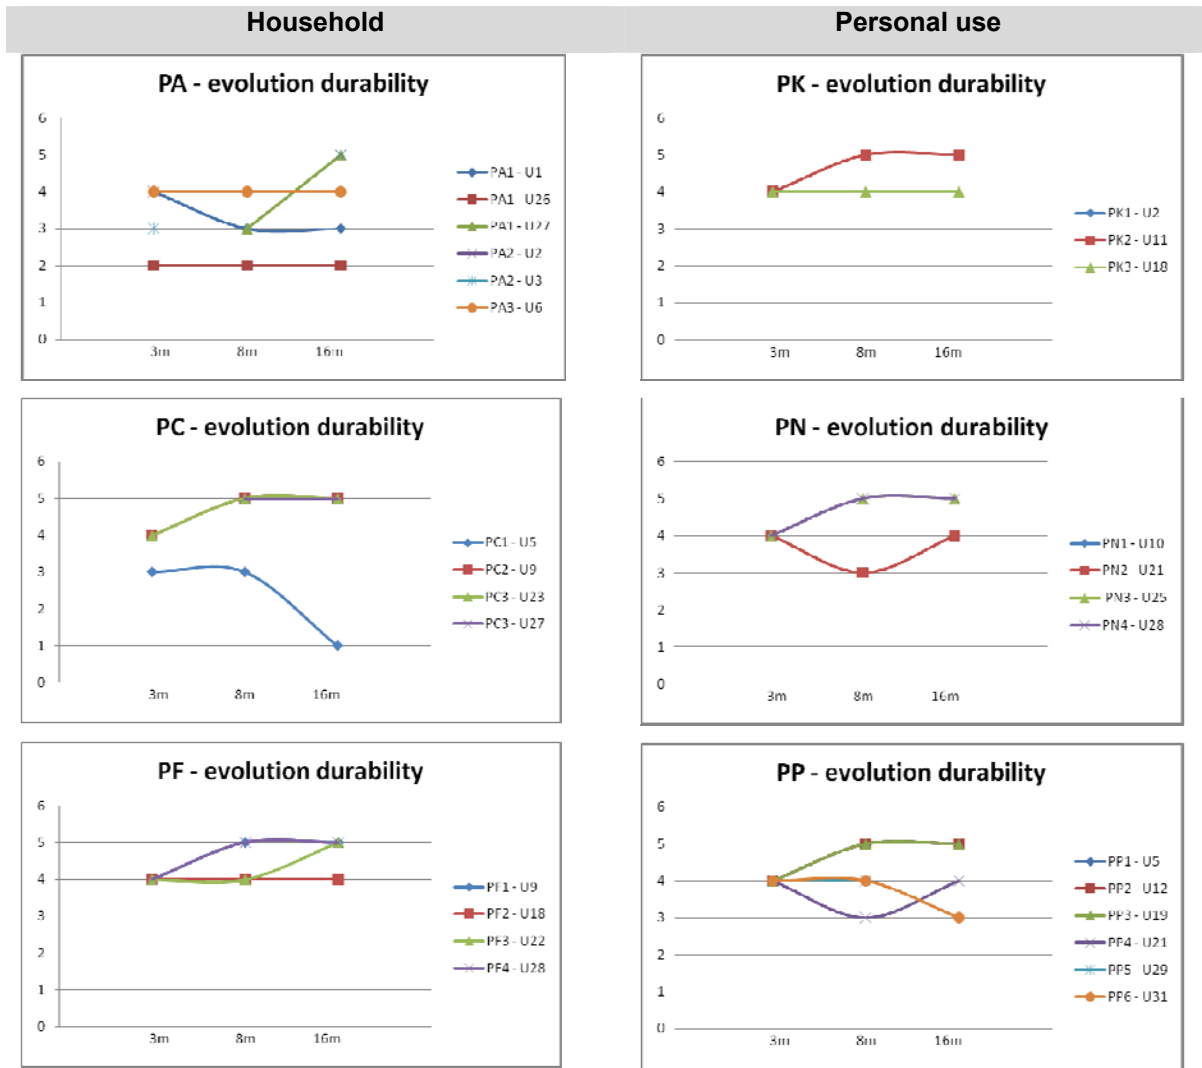 Household
Personal use
PA - evolution durability
6
5
4
3
2
1
0
3m 8m 16m
PA1 - U1
PA1 - U26
PA1 - U27
PA2 - U2
PA2 - U3
PA3 - U6
PK - evolution durability
6
5
4
3
2
1
0
3m 8m 16m
PK1 - U2
PK2 - U11
PK3 - U18
PC - evolution durability
6
5
4
3
2
1
0
3m 8m 16m
PC1 - U5
PC2 - U9
PC3 - U23
PC3 - U27
PN - evolution durability
6
5
4
3
2
1
0
3m 8m 16m
PN1 - U10
PN2 - U21
PN3 - U25
PN4 - U28
PF - evolution durability
6
5
4
3
2
1
0
3m 8m 16m
PF1 - U9
PF2 - U18
PF3 - U22
PF4 - U28
PP - evolution durability
6
5
4
3
2
1
0
3m 8m 16m
PP1 - U5
PP2 - U12
PP3 - U19
PP4 - U21
PP5 - U29
PP6 - U31